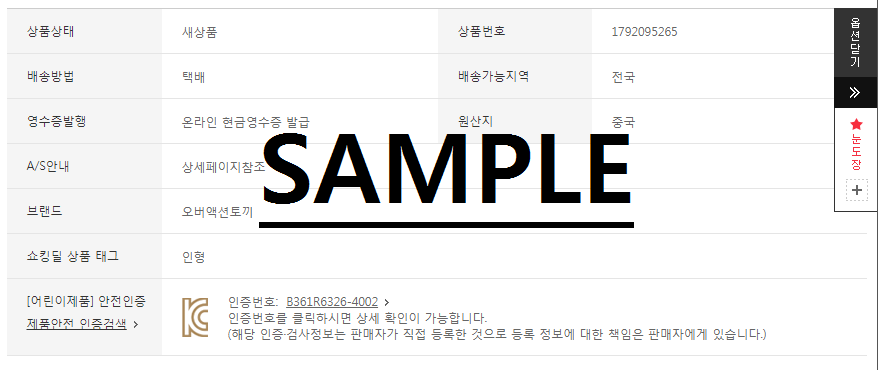 상품상태 새상품 상품번호 1792095265
배송방법 택배 배송가능지역 전국
영수증발행 온라인 현금영수증 발급 원산지 중국
A/S안내 상세페이지참조
SAMPLE
브랜드 오버액션토끼
쇼킹딜 상품 태그 인형
[어린이제품] 안전인증
제품안전 인증검색 >
인증번호: B361R6326-4002 >
인증번호를 클릭하시면 상세 확인이 가능합니다.
(해당 인증·검사정보는 판매자가 직접 등록한 것으로 등록 정보에 대한 책임은 판매자에게 있습니다.)
옵션닫기
눈도장
+